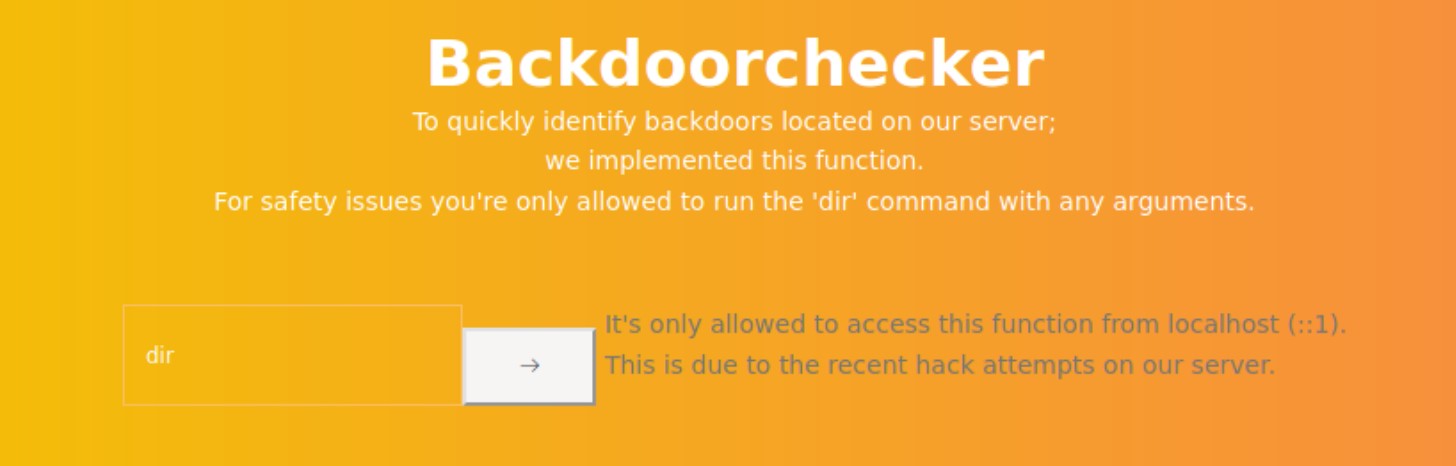 Backdoorchecker
To quickly identify backdoors located on our server;
we implemented this function.
For safety issues you're only allowed to run the 'dir' command with any arguments.
It's only allowed to access this function from localhost (::1).
dir →
This is due to the recent hack attempts on our server.